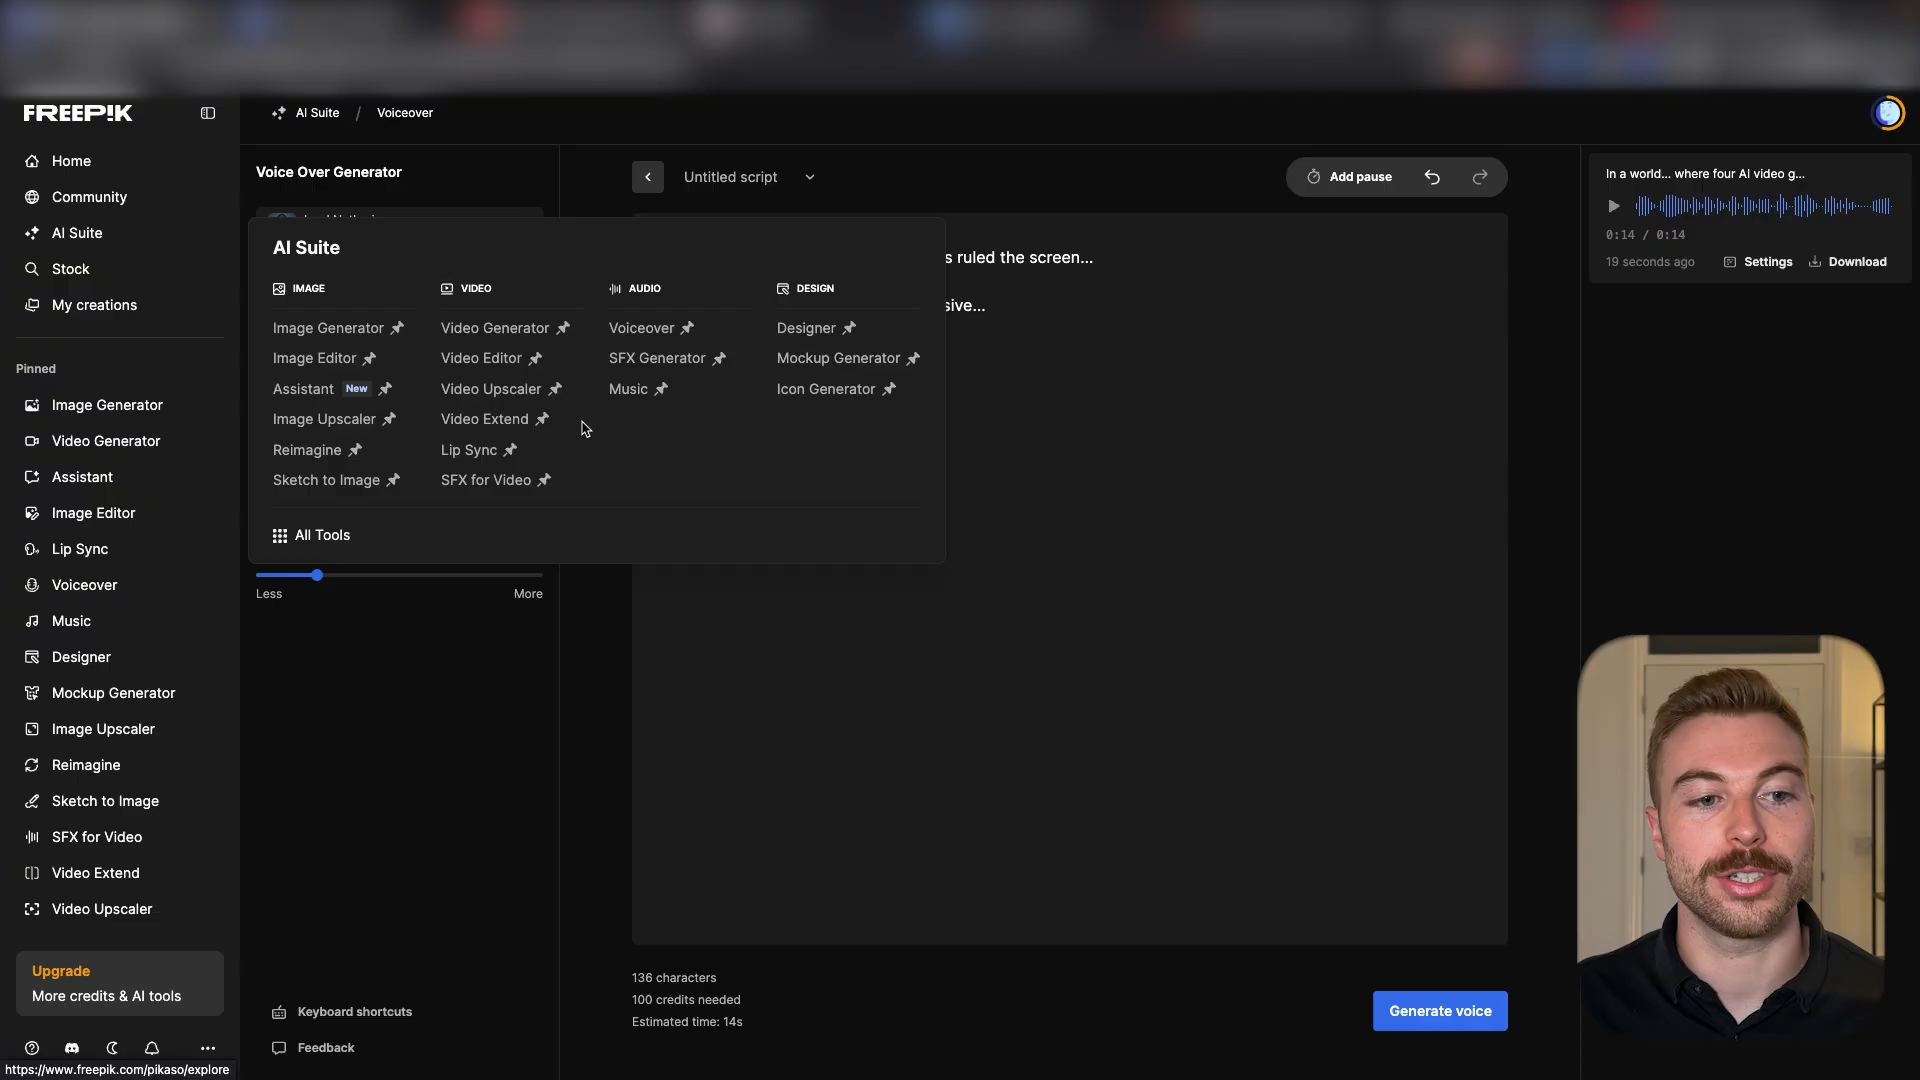 FREEP!K
AI Suite / Voiceover
Home
Community
AI Suite
Stock
My creations
Pinned
Image Generator
Video Generator
Assistant
Image Editor
Lip Sync
Voiceover
Music
Designer
Mockup Generator
Image Upscaler
Reimagine
Sketch to Image
SFX for Video
Video Extend
Video Upscaler
Upgrade
More credits & AI tools
https://www.freepik.com/pikaso/explore
Voice Over Generator
AI Suite
IMAGE
Image Generator
Image Editor
Assistant New
Image Upscaler
Reimagine
Sketch to Image
VIDEO
Video Generator
Video Editor
Video Upscaler
Video Extend
Lip Sync
SFX for Video
AUDIO
Voiceover
SFX Generator
Music
DESIGN
Designer
Mockup Generator
Icon Generator
All Tools
Less More
Keyboard shortcuts
Feedback
Untitled script
Add pause
s ruled the screen...
sive...
136 characters
100 credits needed
Estimated time: 14s
Generate voice
In a world... where four AI video g...
0:14 / 0:14
19 seconds ago Settings Download